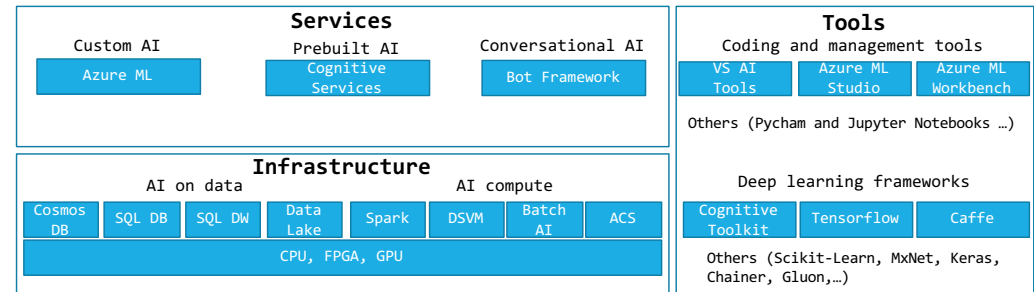 Services
Custom AI
Prebuilt AI
Conversational AI
Azure ML
Cognitive
Services
Bot Framework
Infrastructure
AI on data
AI compute
Cosmos
DB
SQL DB
SQL DW
Data
Lake
Spark
DSVM
Batch
AI
ACS
CPU, FPGA, GPU
Tools
Coding and management tools
VS AI
Tools
Azure ML
Studio
Azure ML
Workbench
Others (Pycham and Jupyter Notebooks …)
Deep learning frameworks
Cognitive
Toolkit
Tensorflow
Caffe
Others (Scikit-Learn, MxNet, Keras,
Chainer, Gluon,…)